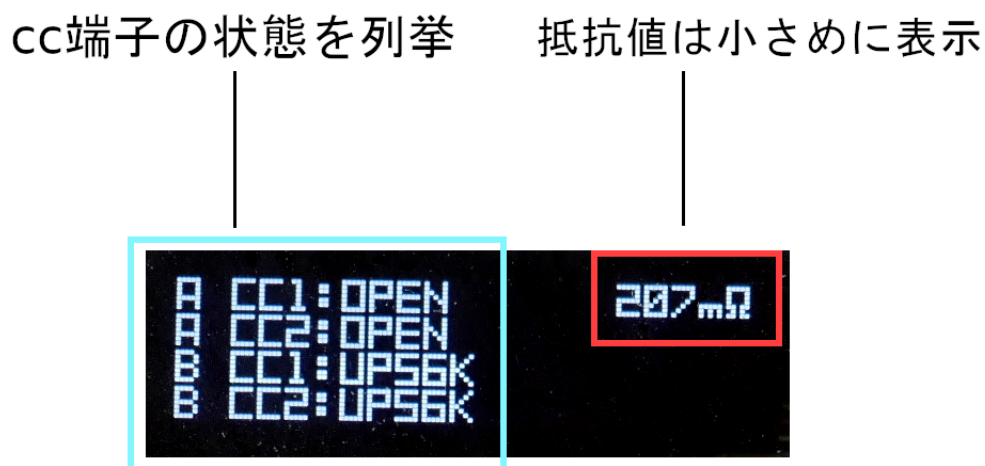 cc端子の状態を列挙
抵抗値は小さめに表示
A CC1:OPEN
A CC2:OPEN
B CC1:UP56K
B CC2:UP56K
207mΩ